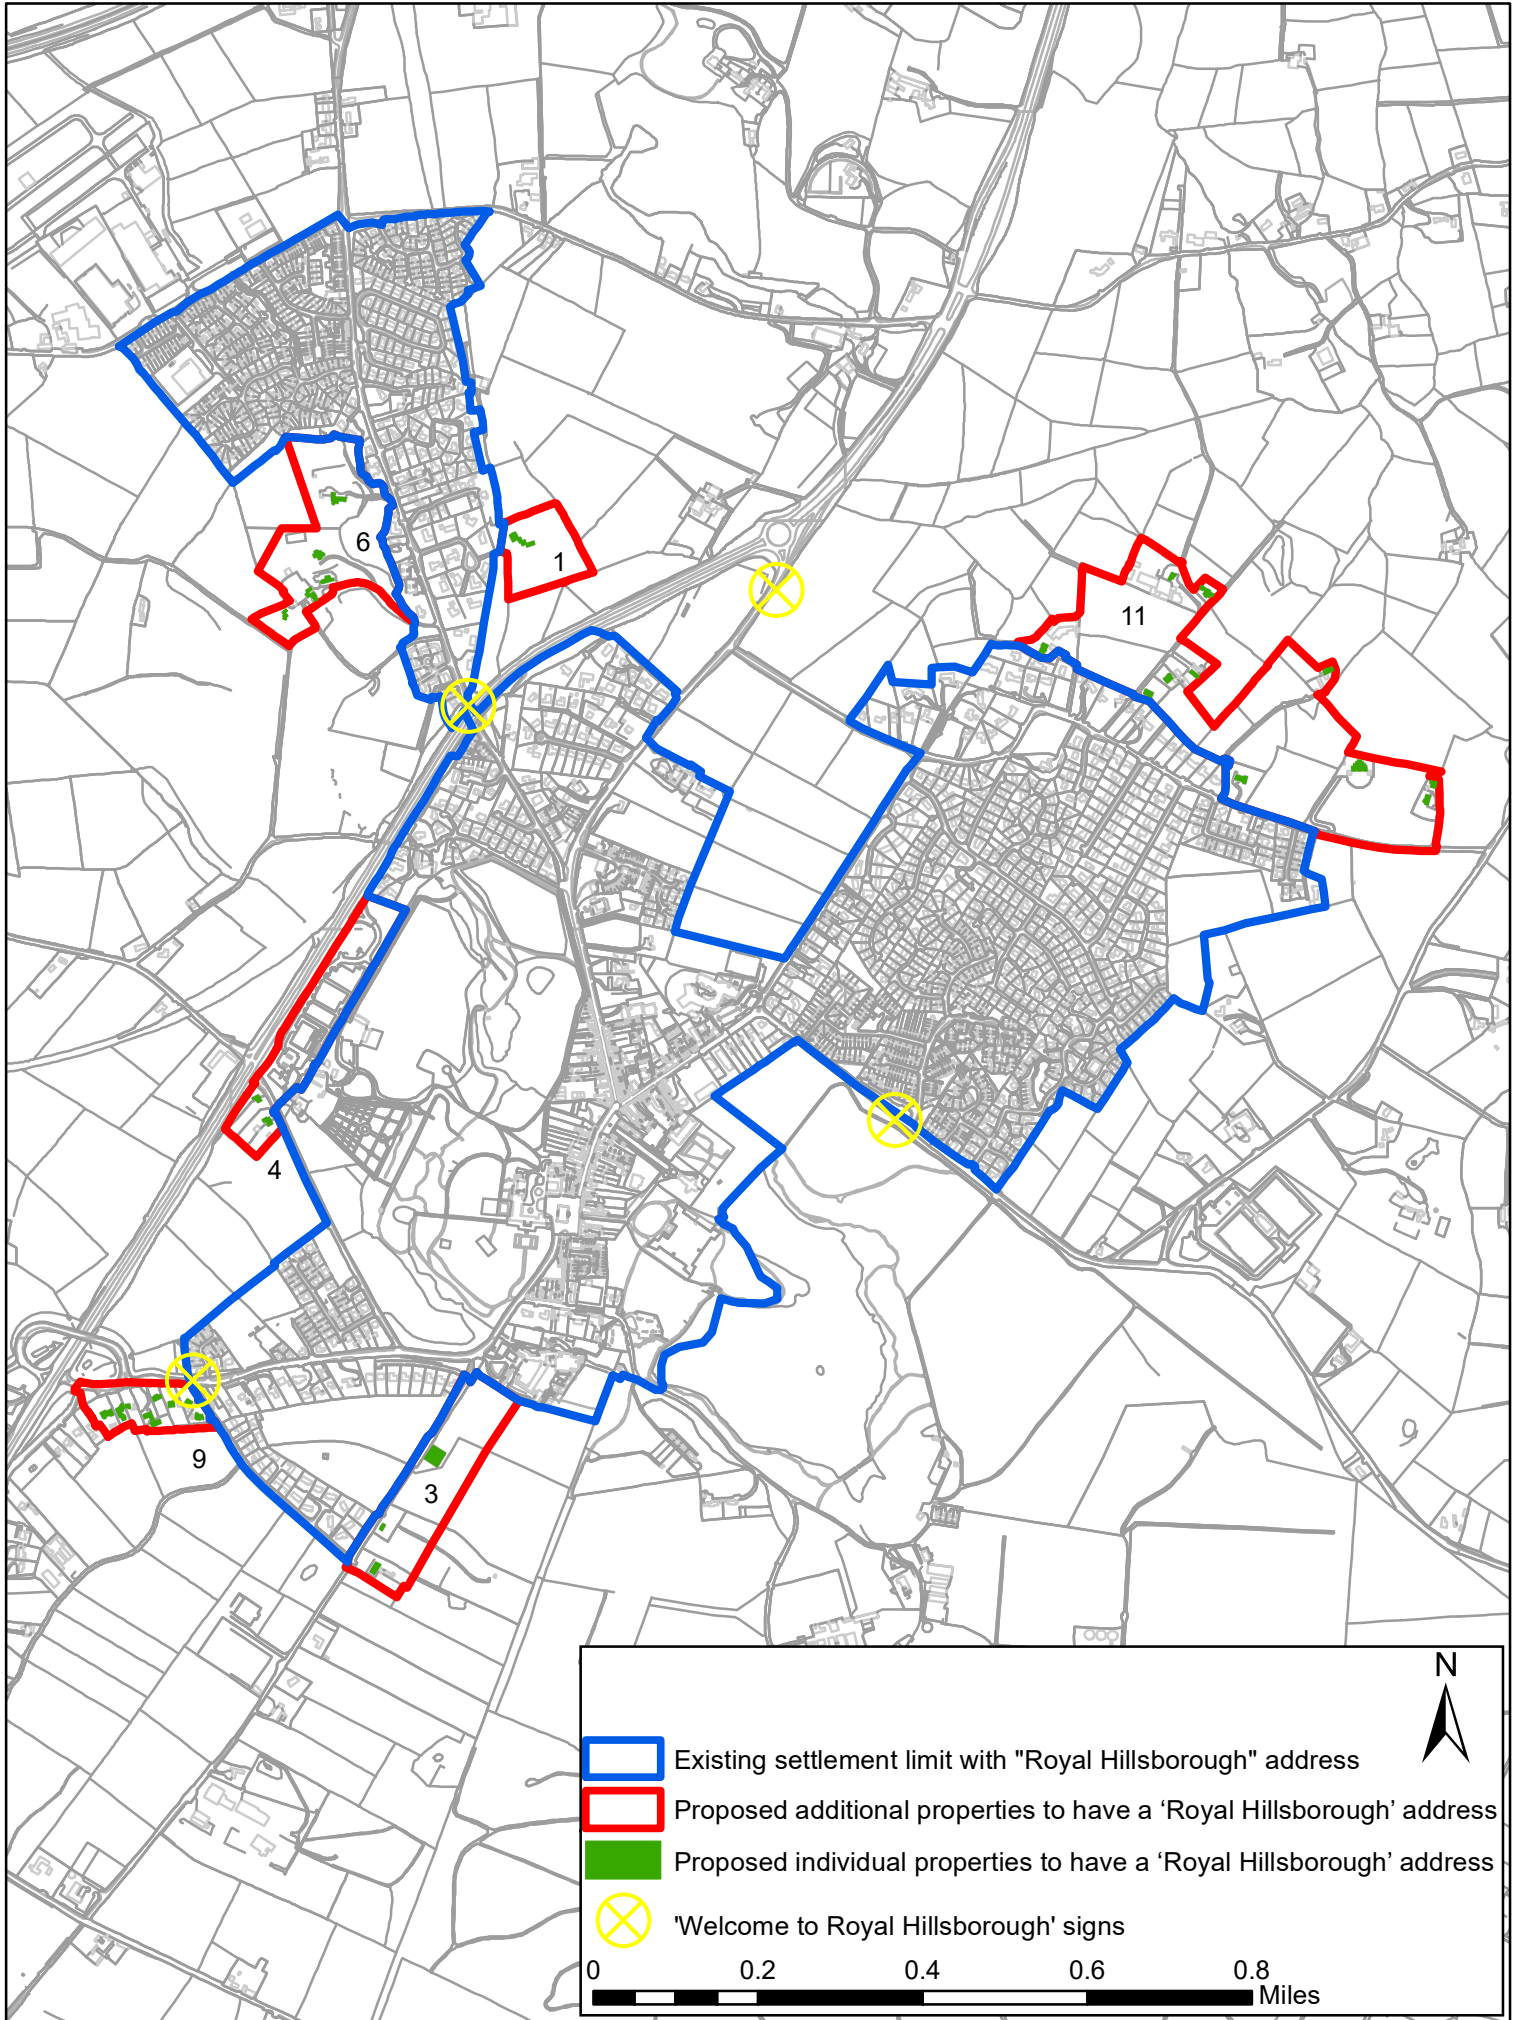 6
1
11
4
9
3
N
Existing settlement limit with "Royal Hillsborough" address
Proposed additional properties to have a ‘Royal Hillsborough’ address
Proposed individual properties to have a ‘Royal Hillsborough’ address
'Welcome to Royal Hillsborough' signs
0 0.2 0.4 0.6 0.8
Miles